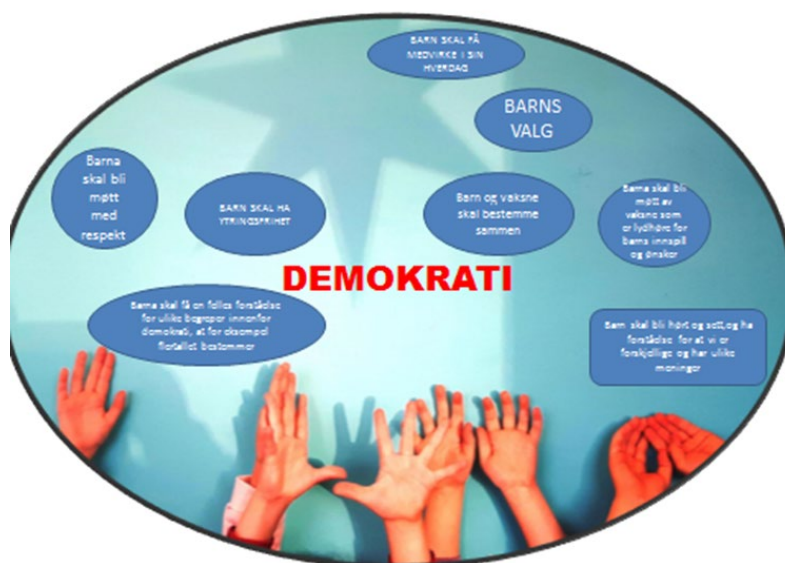 BARN SKAL FÅ
MEDVIRKE I SIN
HVERDAG
BARNS
VALG
Barna
skal bli
møtt
med
respekt
BARN SKAL HA
YTRINGSFRIHET
Barn og vaksne
skal bestemme
sammen
Barna skal bli
møtt av
vaksne som
er lydhøre for
barns innspill
og ønsker
DEMOKRATI
Barna skal få en felles forståelse
for ulike begreper innenfor
demokrati, at for eksempel
flertallet bestemmer
Barn skal bli hørt og sett,og ha
forståelse for at vi er
forskjellige og har ulike
meninger